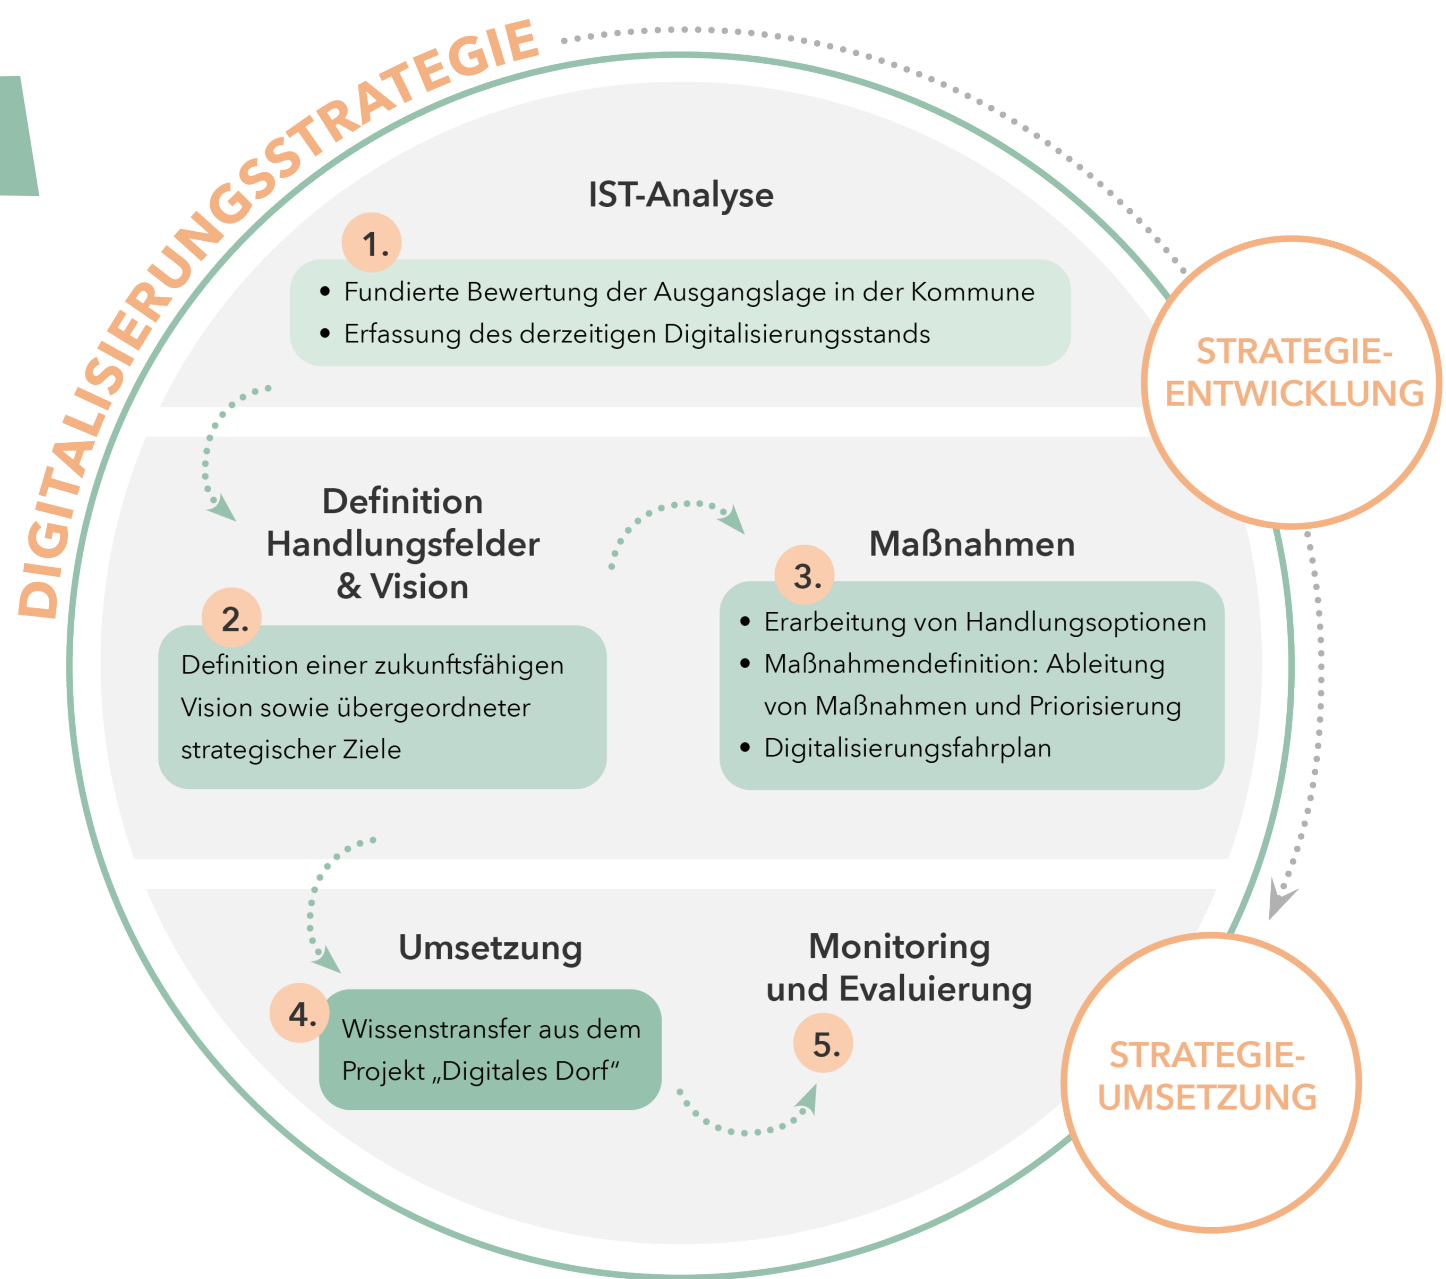 DIGITALISIERUNGSSTRATEGIE
IST-Analyse
1.
• Fundierte Bewertung der Ausgangslage in der Kommune
• Erfassung des derzeitigen Digitalisierungsstands
STRATEGIE-
ENTWICKLUNG
Definition
Handlungsfelder
& Vision
2.
Definition einer zukunftsfähigen
Vision sowie übergeordneter
strategischer Ziele
Maßnahmen
3.
• Erarbeitung von Handlungsoptionen
• Maßnahmendefinition: Ableitung
von Maßnahmen und Priorisierung
• Digitalisierungsfahrplan
Umsetzung
4.
Wissenstransfer aus dem
Projekt „Digitales Dorf“
Monitoring
und Evaluierung
5.
STRATEGIE-
UMSETZUNG